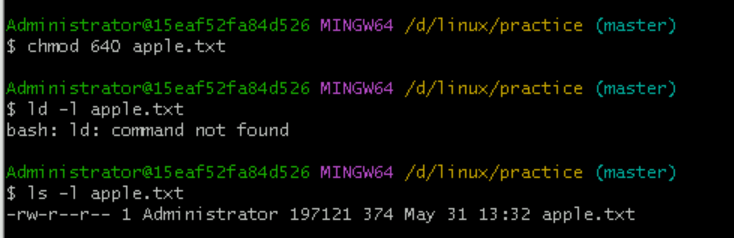 Administrator@15eaf52fa84d526 MINGW64 /d/linux/practice (master)
$ chmod 640 apple.txt
Administrator@15eaf52fa84d526 MINGW64 /d/linux/practice (master)
$ ld -l apple.txt
bash: ld: command not found
Administrator@15eaf52fa84d526 MINGW64 /d/linux/practice (master)
$ ls -l apple.txt
-rw-r--r-- 1 Administrator 197121 374 May 31 13:32 apple.txt